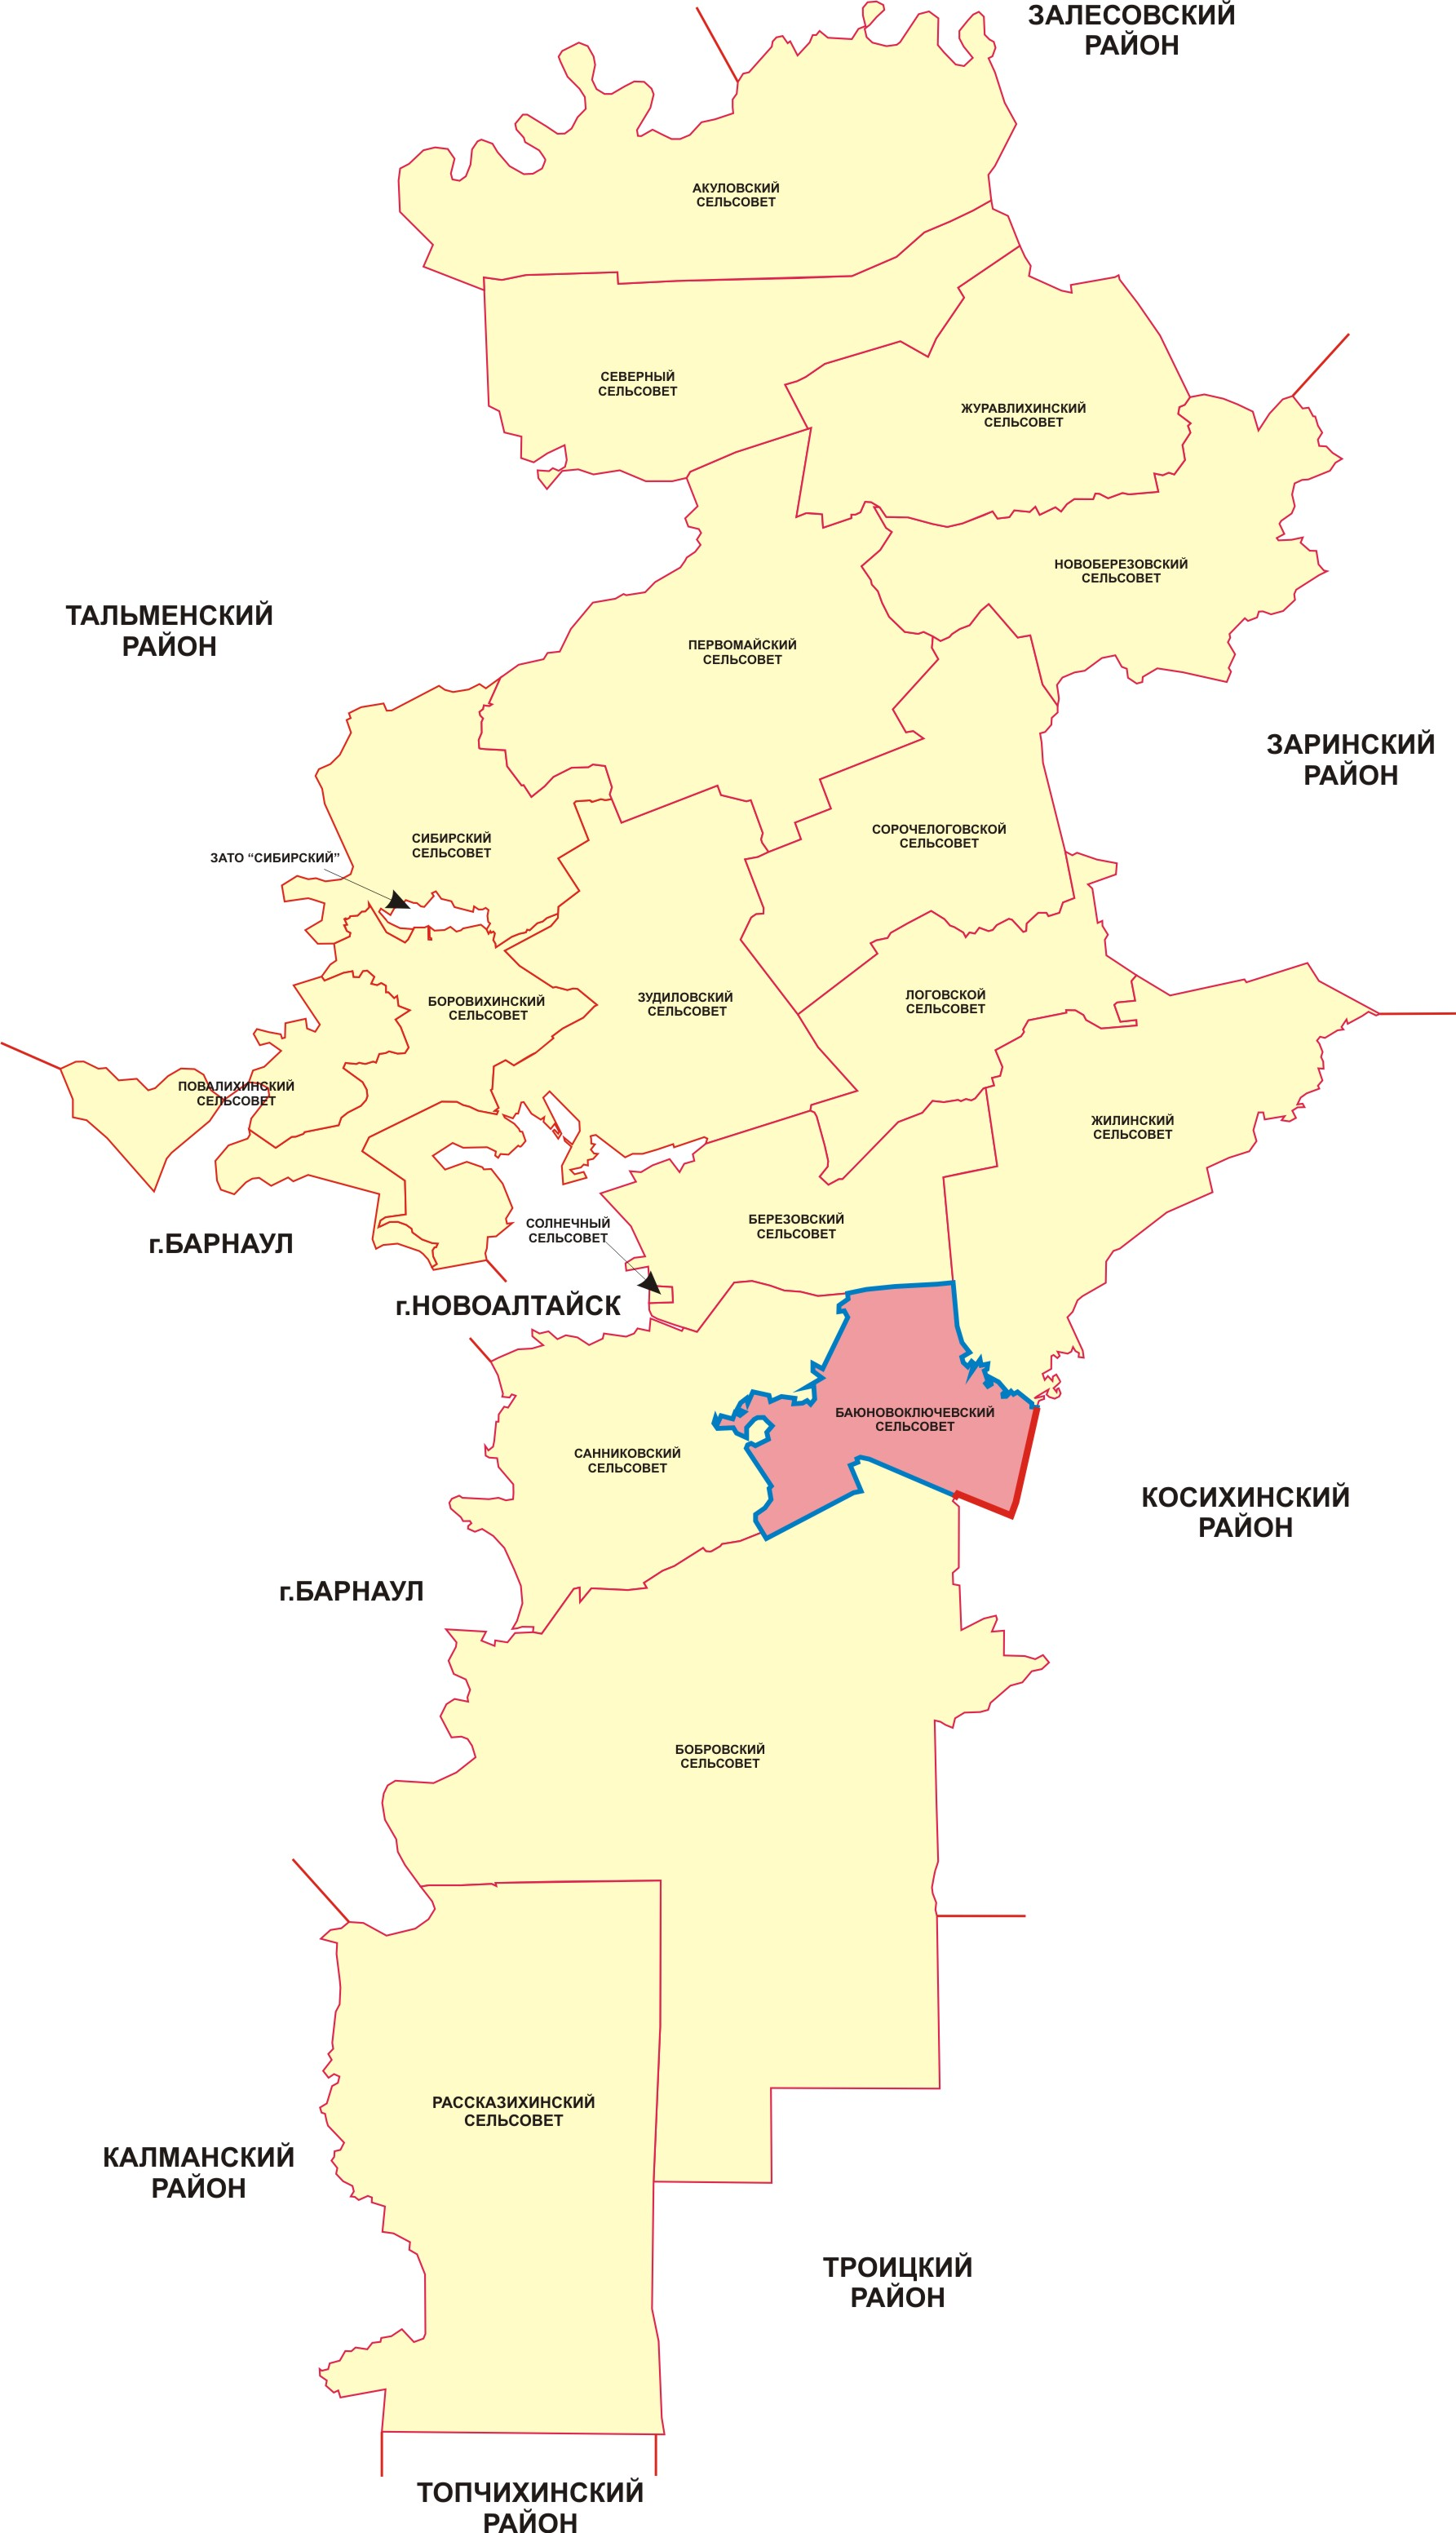 ЗАЛЕСОВСКИЙ
РАЙОН
АКУЛОВСКИЙ
СЕЛЬСОВЕТ
СЕВЕРНЫЙ
СЕЛЬСОВЕТ
ЖУРАВЛИХИНСКИЙ
СЕЛЬСОВЕТ
НОВОБЕРЕЗОВСКИЙ
СЕЛЬСОВЕТ
ТАЛЬМЕНСКИЙ
РАЙОН
ПЕРВОМАЙСКИЙ
СЕЛЬСОВЕТ
ЗАРИНСКИЙ
РАЙОН
СОРОЧЕЛОГОВСКОЙ
СЕЛЬСОВЕТ
СИБИРСКИЙ
СЕЛЬСОВЕТ
ЗАТО “СИБИРСКИЙ”
ЛОГОВСКОЙ
СЕЛЬСОВЕТ
ЗУДИЛОВСКИЙ
СЕЛЬСОВЕТ
БОРОВИХИНСКИЙ
СЕЛЬСОВЕТ
ПОВАЛИХИНСКИЙ
СЕЛЬСОВЕТ
ЖИЛИНСКИЙ
СЕЛЬСОВЕТ
БЕРЕЗОВСКИЙ
СЕЛЬСОВЕТ
СОЛНЕЧНЫЙ
СЕЛЬСОВЕТ
г.БАРНАУЛ
г.НОВОАЛТАЙСК
БАЮНОВОКЛЮЧЕВСКИЙ
СЕЛЬСОВЕТ
САННИКОВСКИЙ
СЕЛЬСОВЕТ
КОСИХИНСКИЙ
РАЙОН
г.БАРНАУЛ
БОБРОВСКИЙ
СЕЛЬСОВЕТ
РАССКАЗИХИНСКИЙ
СЕЛЬСОВЕТ
КАЛМАНСКИЙ
РАЙОН
ТРОИЦКИЙ
РАЙОН
ТОПЧИХИНСКИЙ
РАЙОН